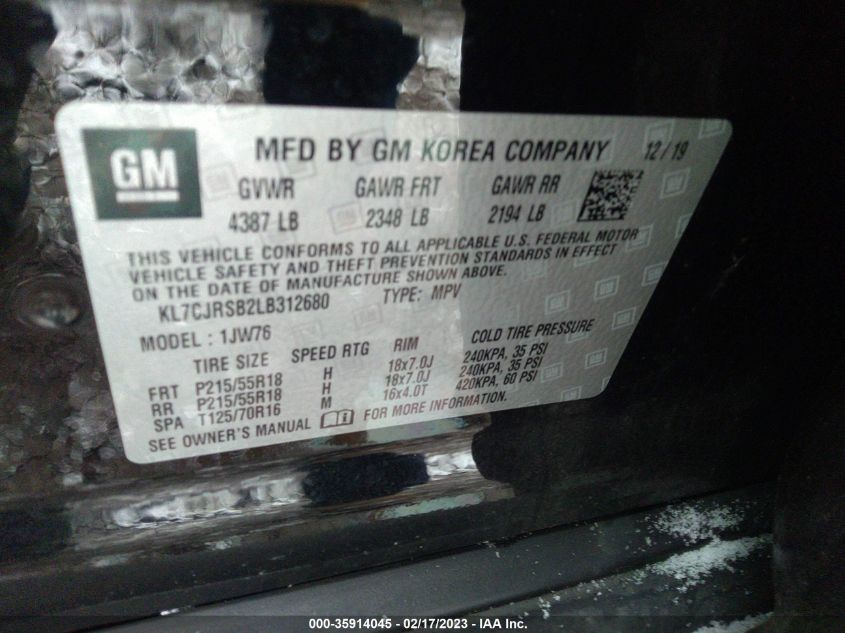 GM MFD BY GM KOREA COMPANY 12/19
GVWR GAWR FRT GAWR RR
4387 LB 2348 LB 2194 LB
THIS VEHICLE CONFORMS TO ALL APPLICABLE U.S. FEDERAL MOTOR
VEHICLE SAFETY AND THEFT PREVENTION STANDARDS IN EFFECT
ON THE DATE OF MANUFACTURE SHOWN ABOVE.
KL7CJRSB2LB312680 TYPE: MPV
MODEL : 1JW76
TIRE SIZE SPEED RTG RIM COLD TIRE PRESSURE
FRT P215/55R18 H 18x7.0J 240KPA, 35 PSI
RR P215/55R18 H 18x7.0J 240KPA, 35 PSI
SPA T125/70R16 M 16x4.0T 420KPA, 60 PSI
SEE OWNER'S MANUAL FOR MORE INFORMATION.
000-35914045 - 02/17/2023 - IAA Inc.